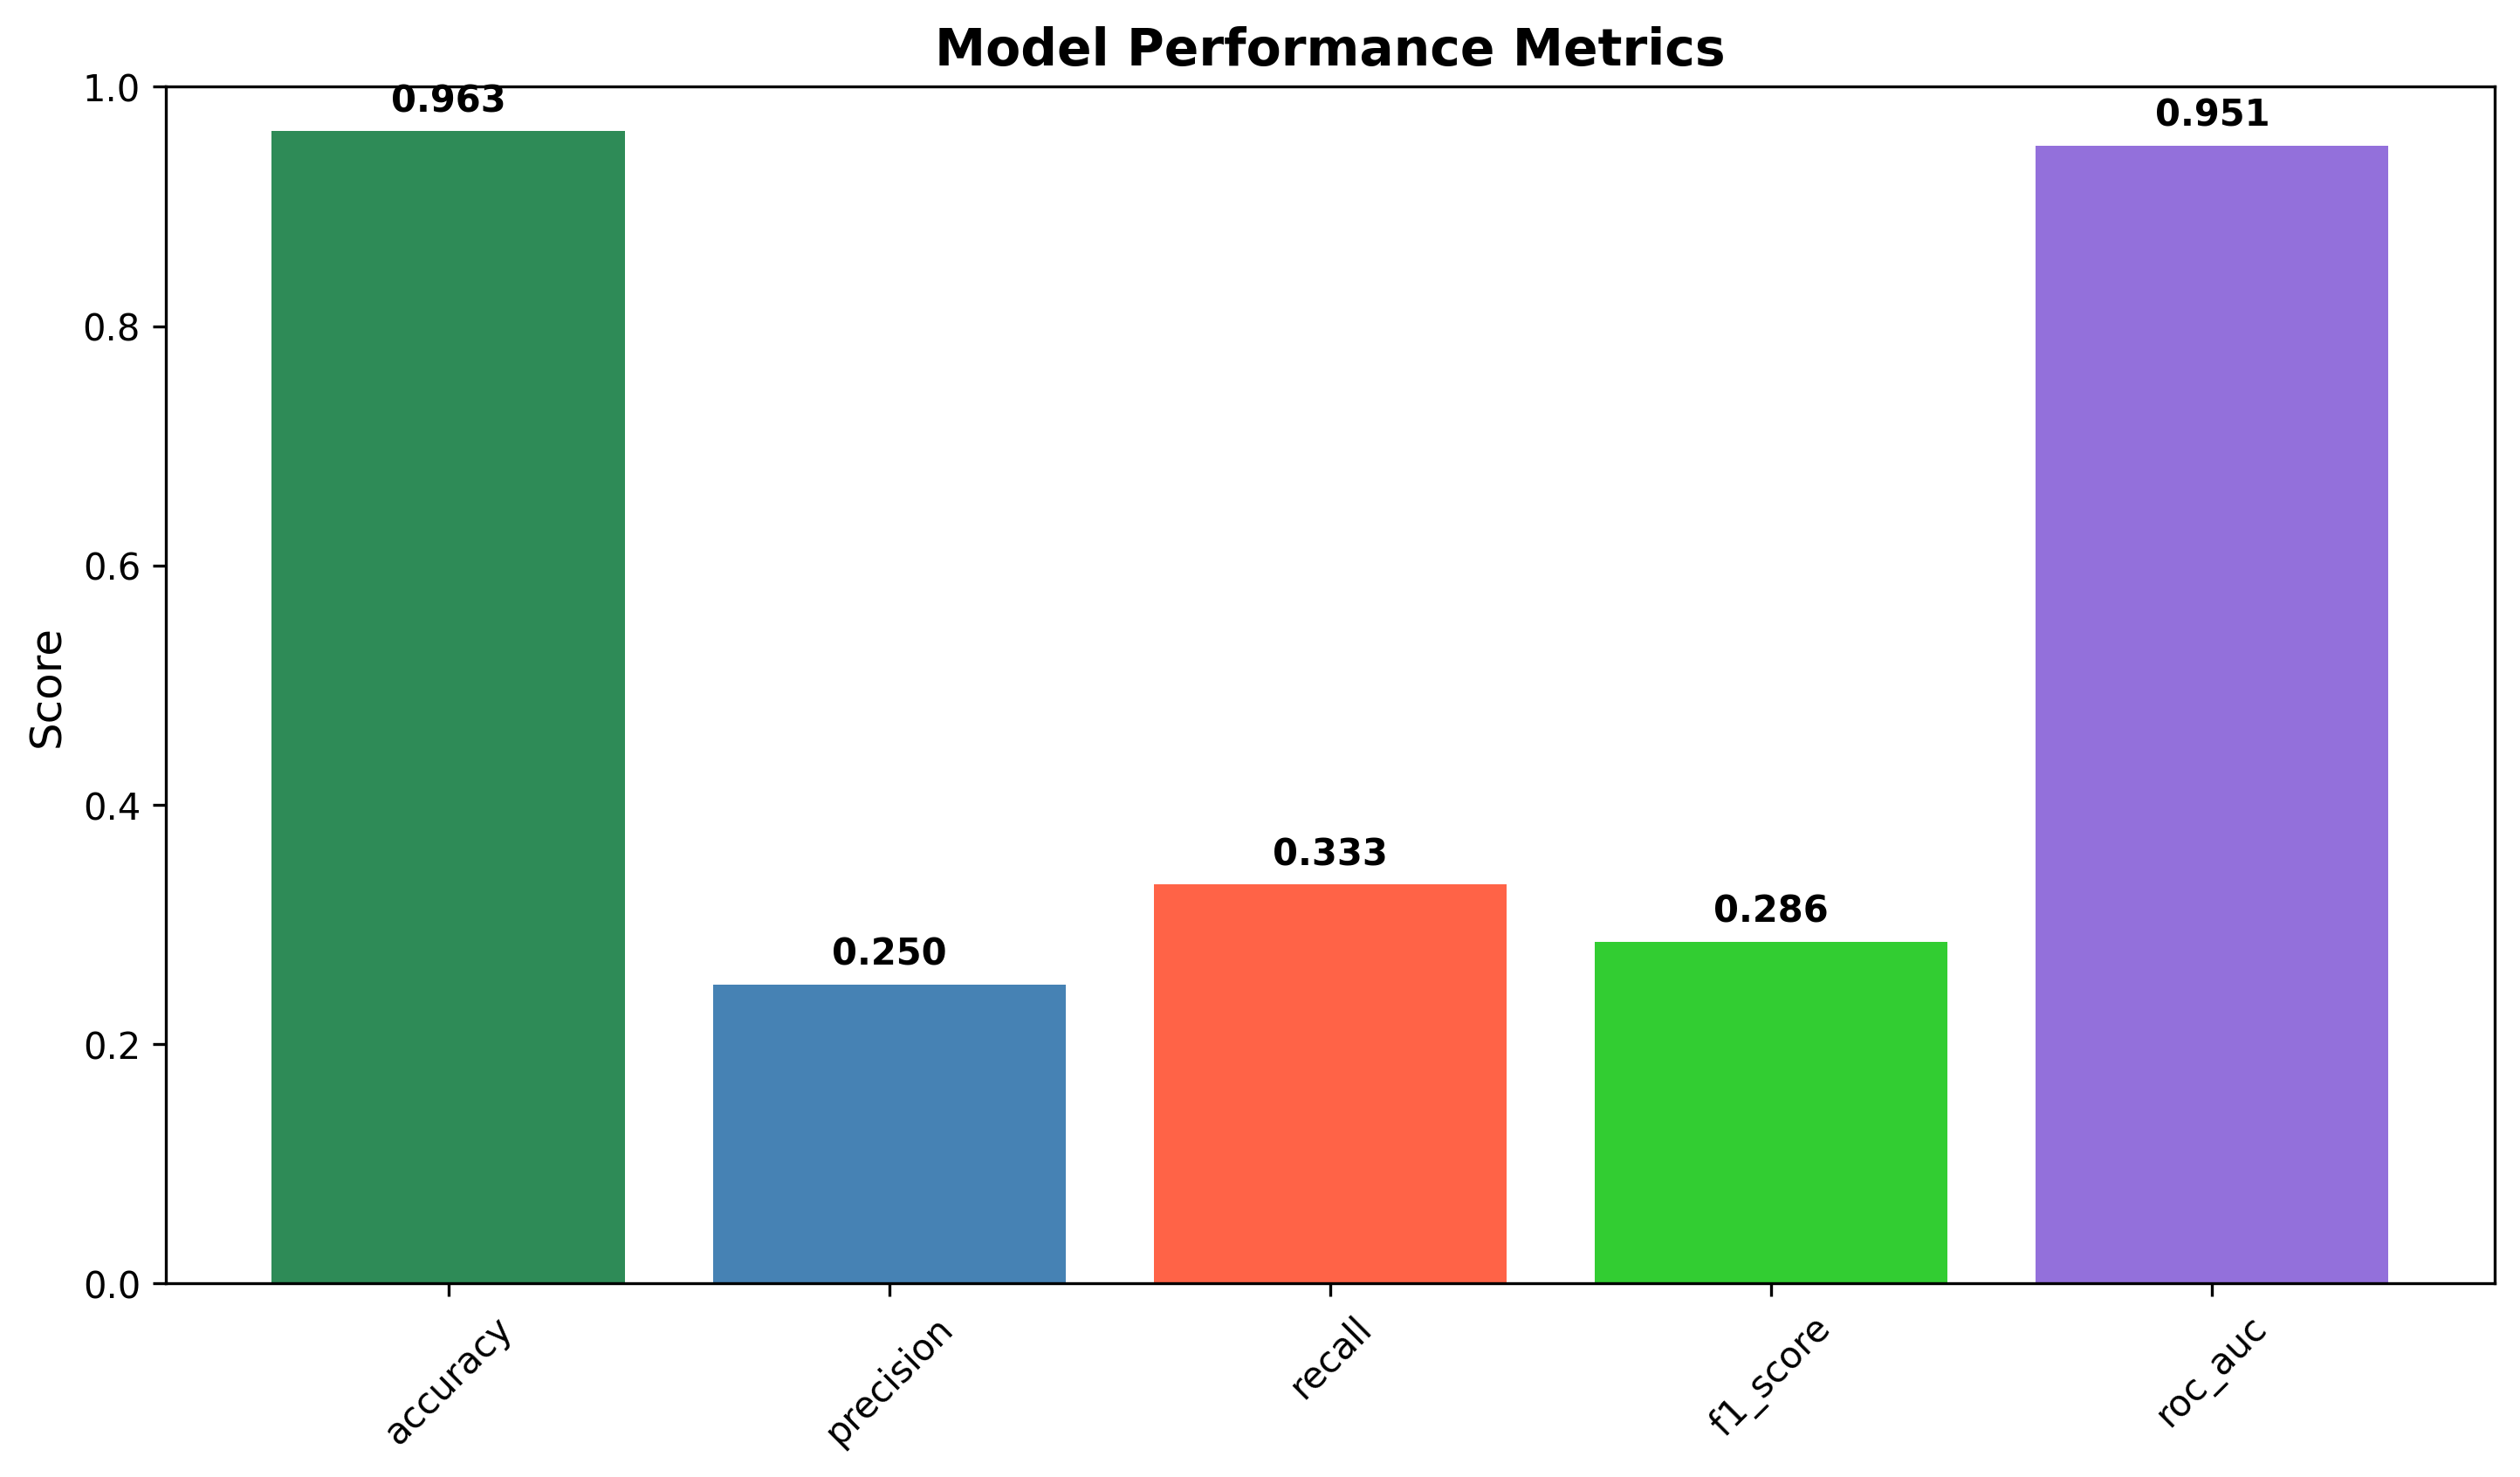 Model Performance Metrics
Score
1.0
0.8
0.6
0.4
0.2
0.0
0.963
0.250
0.333
0.286
0.951
accuracy
precision
recall
f1_score
roc_auc